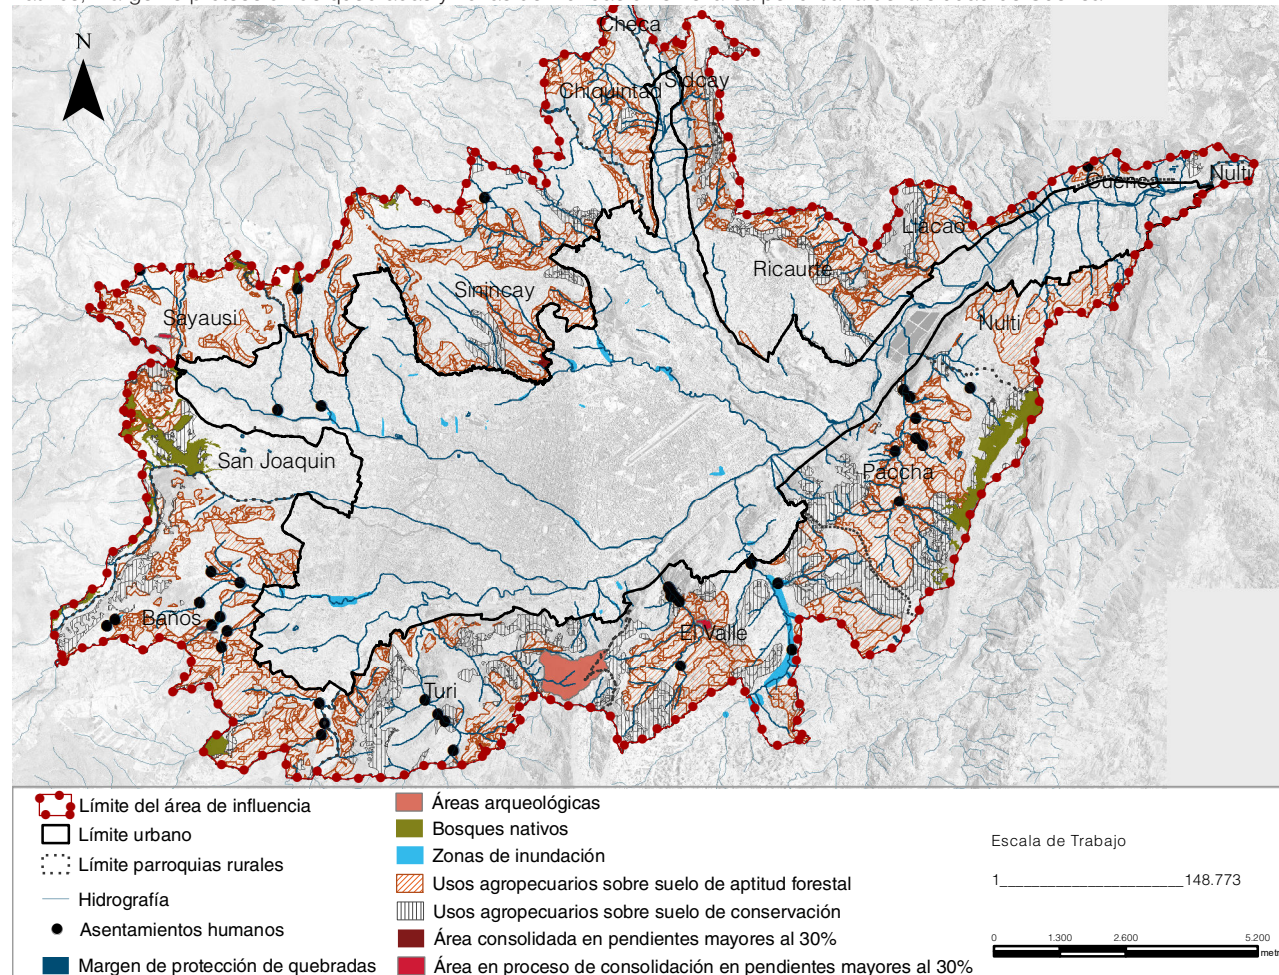 N
Checa
Sidcay
Chiquintad
Cuenca
Nulti
Llacao
Ricaurte
Sinincay
Sayausi
Nulti
San Joaquin
Paccha
Baños
El Valle
Turi
Límite del área de influencia
Límite urbano
Límite parroquias rurales
Hidrografía
Asentamientos humanos
Margen de protección de quebradas
Áreas arqueológicas
Bosques nativos
Zonas de inundación
Usos agropecuarios sobre suelo de aptitud forestal
Usos agropecuarios sobre suelo de conservación
Área consolidada en pendientes mayores al 30%
Área en proceso de consolidación en pendientes mayores al 30%
Escala de Trabajo
1_______________________148.773
0 1.300 2.600 5.200
metr